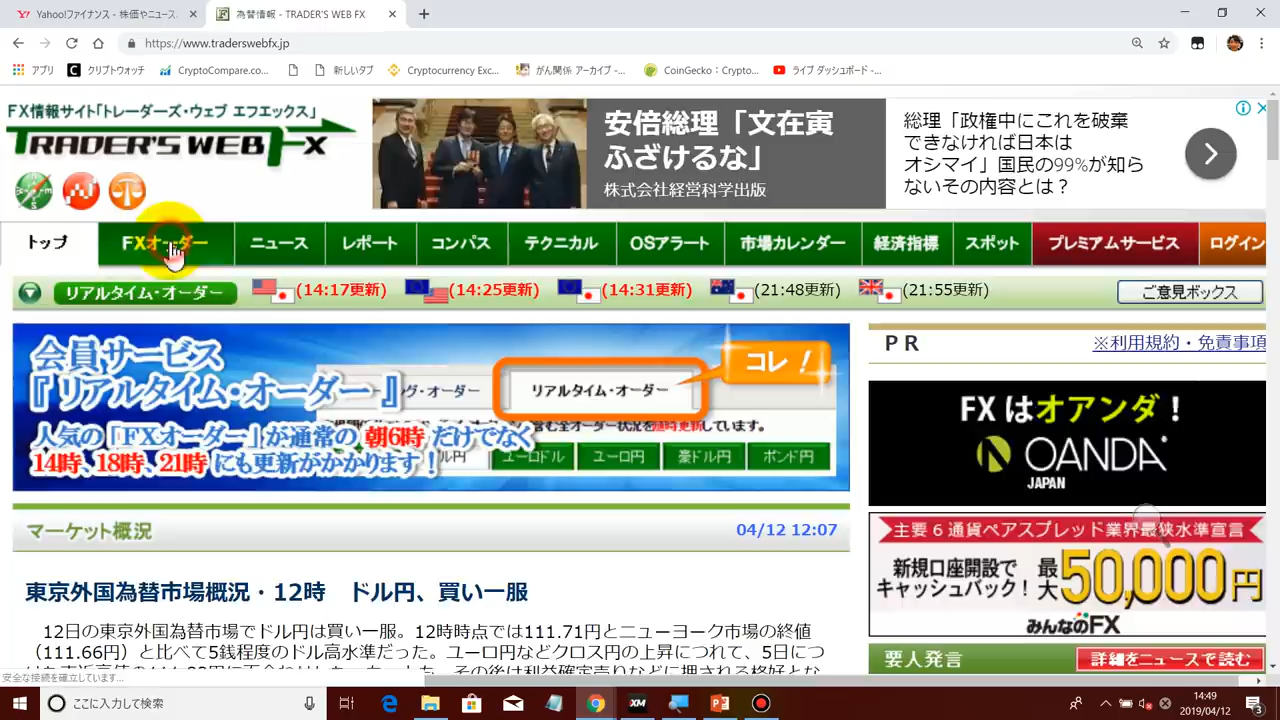 Yahoo!ファイナンス - 株価やニュース、
為替情報 - TRADER'S WEB FX
https://www.traderswebfx.jp
アプリ
クリプトウォッチ
CryptoCompare.co...
新しいタブ
Cryptocurrency Exc...
がん関係 アーカイブ -...
CoinGecko：Crypto...
ライブ ダッシュボード -...
FX情報サイト「トレーダーズ・ウェブ エフエックス」
TRADER'S WEB FX
安倍総理「文在寅
ふざけるな」
株式会社経営科学出版
総理「政権中にこれを破棄
できなければ日本は
オシマイ」国民の99%が知ら
ないその内容とは？
トップ
FXオーダー
ニュース
レポート
コンパス
テクニカル
OSアラート
市場カレンダー
経済指標
スポット
プレミアムサービス
ログイン
リアルタイム・オーダー
(14:17更新)
(14:25更新)
(14:31更新)
(21:48更新)
(21:55更新)
ご意見ボックス
会員サービス
『リアルタイム・オーダー』
グ・オーダー
リアルタイム・オーダー
コレ！
含む全オーダー状況を随時更新しています。
人気の「FXオーダー」が通常の 朝6時 だけでなく
14時、18時、21時 にも更新がかかります！
ル円
ユーロドル
ユーロ円
豪ドル円
ポンド円
PR
※利用規約・免責事項
FX はオアンダ！
OANDA
JAPAN
マーケット概況
04/12 12:07
主要６通貨ペアスプレッド業界最狭水準宣言
新規口座開設で
キャッシュバック！
最大50,000円
みんなのFX
東京外国為替市場概況・12時　ドル円、買い一服
12日の東京外国為替市場でドル円は買い一服。12時時点では111.71円とニューヨーク市場の終値
（111.66円）と比べて5銭程度のドル高水準だった。ユーロ円などクロス円の上昇につれて、5日につ
要人発言
詳細をニュースで読む
安全な接続を確立しています...
ここに入力して検索
XM
14:49
2019/04/12
3